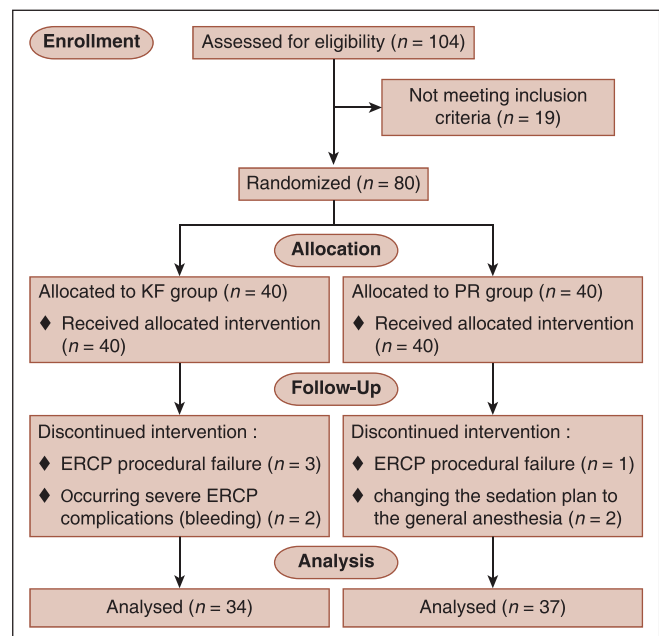 Enrollment
Assessed for eligibility (n = 104)
Not meeting inclusion
criteria (n = 19)
Randomized (n = 80)
Allocation
Allocated to KF group (n = 40)
♦ Received allocated intervention
(n = 40)
Allocated to PR group (n = 40)
♦ Received allocated intervention
(n = 40)
Follow-Up
Discontinued intervention :
♦ ERCP procedural failure (n = 3)
♦ Occurring severe ERCP
complications (bleeding) (n = 2)
Discontinued intervention :
♦ ERCP procedural failure (n = 1)
♦ changing the sedation plan to
the general anesthesia (n = 2)
Analysis
Analysed (n = 34)
Analysed (n = 37)